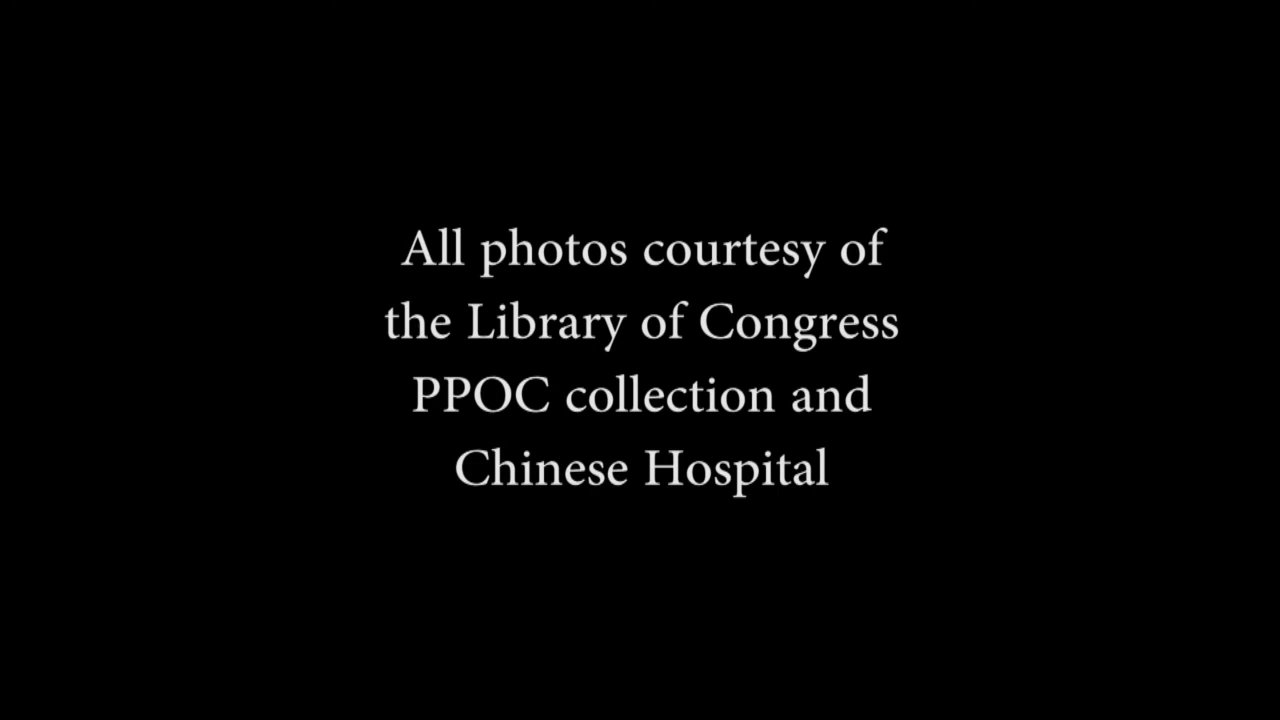 All photos courtesy of
the Library of Congress
PPOC collection and
Chinese Hospital